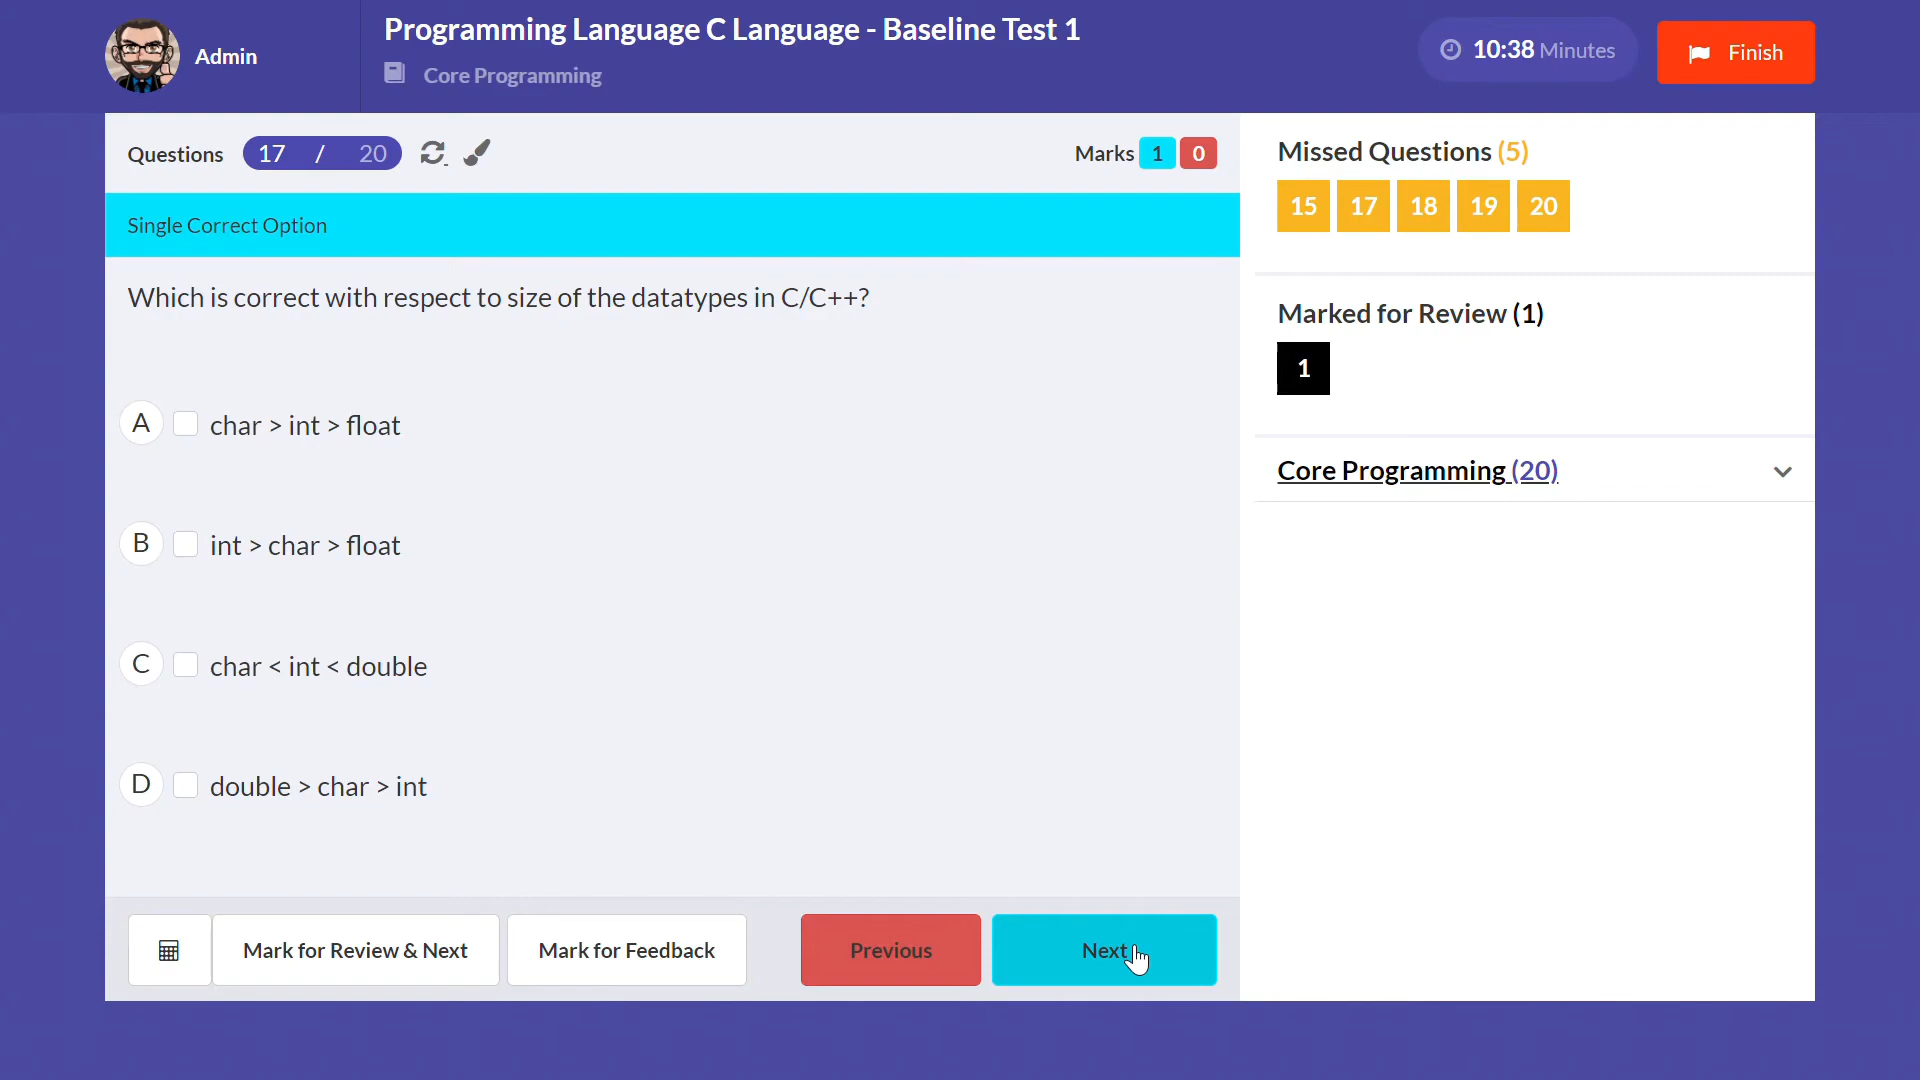 Admin
Programming Language C Language - Baseline Test 1
Core Programming
10:38 Minutes
Finish
Questions 17 / 20
Marks 1 0
Single Correct Option
Which is correct with respect to size of the datatypes in C/C++?
A char > int > float
B int > char > float
C char < int < double
D double > char > int
Mark for Review & Next
Mark for Feedback
Previous
Next
Missed Questions (5)
15 17 18 19 20
Marked for Review (1)
1
Core Programming (20)